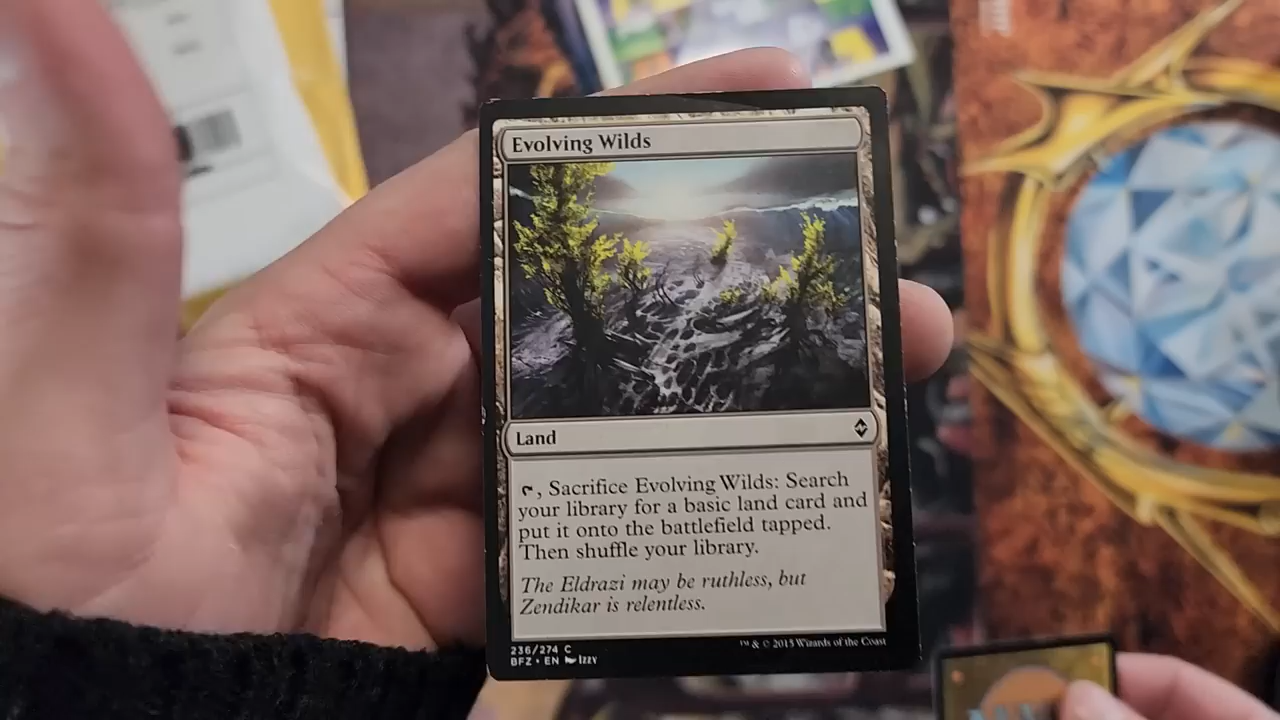 Evolving Wilds
Land
, Sacrifice Evolving Wilds: Search
your library for a basic land card and
put it onto the battlefield tapped.
Then shuffle your library.
The Eldrazi may be ruthless, but
Zendikar is relentless.
236/274 C
BFZ • EN Izzy
™ & © 2015 Wizards of the Coast